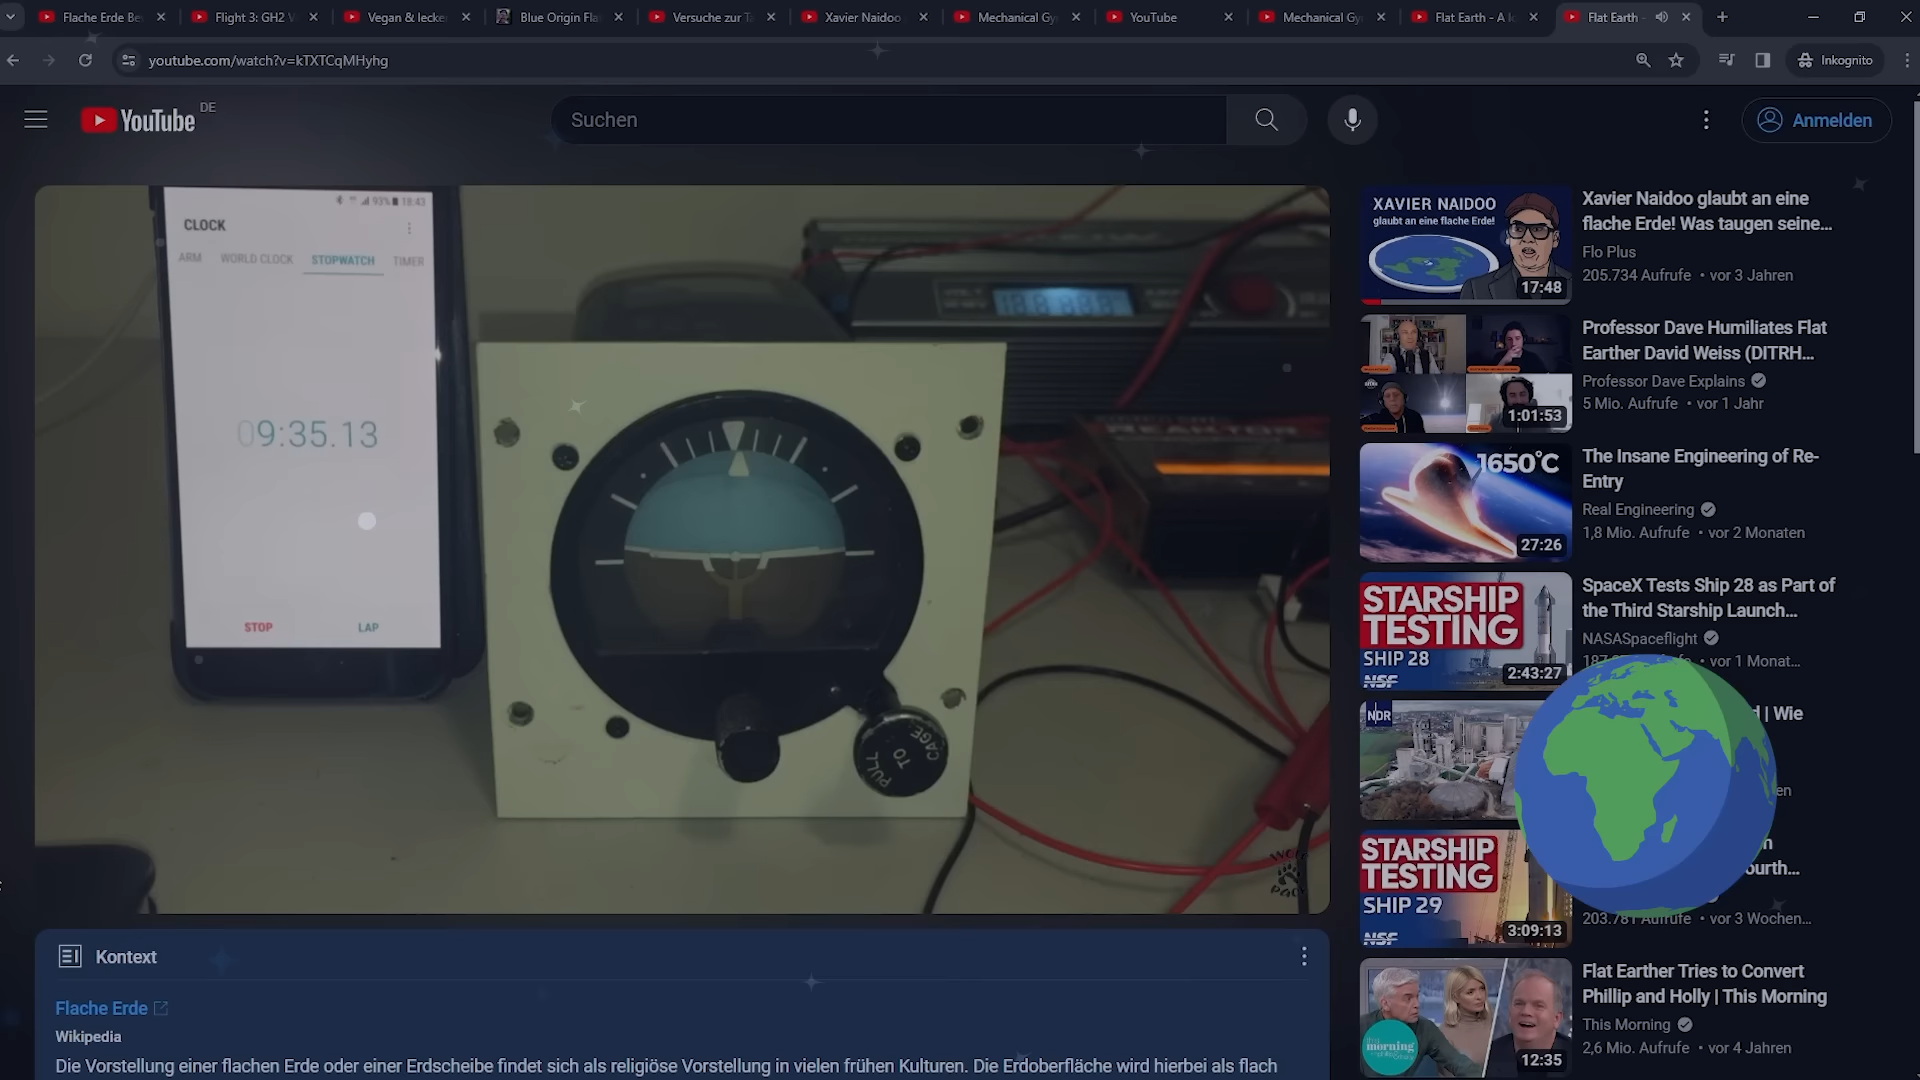 Flache Erde Be
Flight 3: GH2 V
Vegan & lecke
Blue Origin Fla
Versuche zur T
Xavier Naidoo
Mechanical Gy
YouTube
Mechanical Gy
Flat Earth - A l
Flat Earth -
youtube.com/watch?v=kTXTCqMHyhg
Inkognito
YouTube DE
Suchen
Anmelden
93% 18:43
CLOCK
ARM WORLD CLOCK STOPWATCH TIMER
09:35.13
STOP LAP
PULL TO CAGE
Kontext
Flache Erde
Wikipedia
Die Vorstellung einer flachen Erde oder einer Erdscheibe findet sich als religiöse Vorstellung in vielen frühen Kulturen. Die Erdoberfläche wird hierbei als flach
XAVIER NAIDOO
glaubt an eine flache Erde!
17:48
Xavier Naidoo glaubt an eine
flache Erde! Was taugen seine...
Flo Plus
205.734 Aufrufe • vor 3 Jahren
1:01:53
Professor Dave Humiliates Flat
Earther David Weiss (DITRH...
Professor Dave Explains
5 Mio. Aufrufe • vor 1 Jahr
1650°C
27:26
The Insane Engineering of Re-
Entry
Real Engineering
1,8 Mio. Aufrufe • vor 2 Monaten
STARSHIP
TESTING
SHIP 28
NSF
2:43:27
SpaceX Tests Ship 28 as Part of
the Third Starship Launch...
NASASpaceflight
vor 1 Monat...
NDR
| Wie
en
STARSHIP
TESTING
SHIP 29
NSF
3:09:13
ourth...
203.781 Aufrufe • vor 3 Wochen...
this morning
12:35
Flat Earther Tries to Convert
Phillip and Holly | This Morning
This Morning
2,6 Mio. Aufrufe • vor 4 Jahren